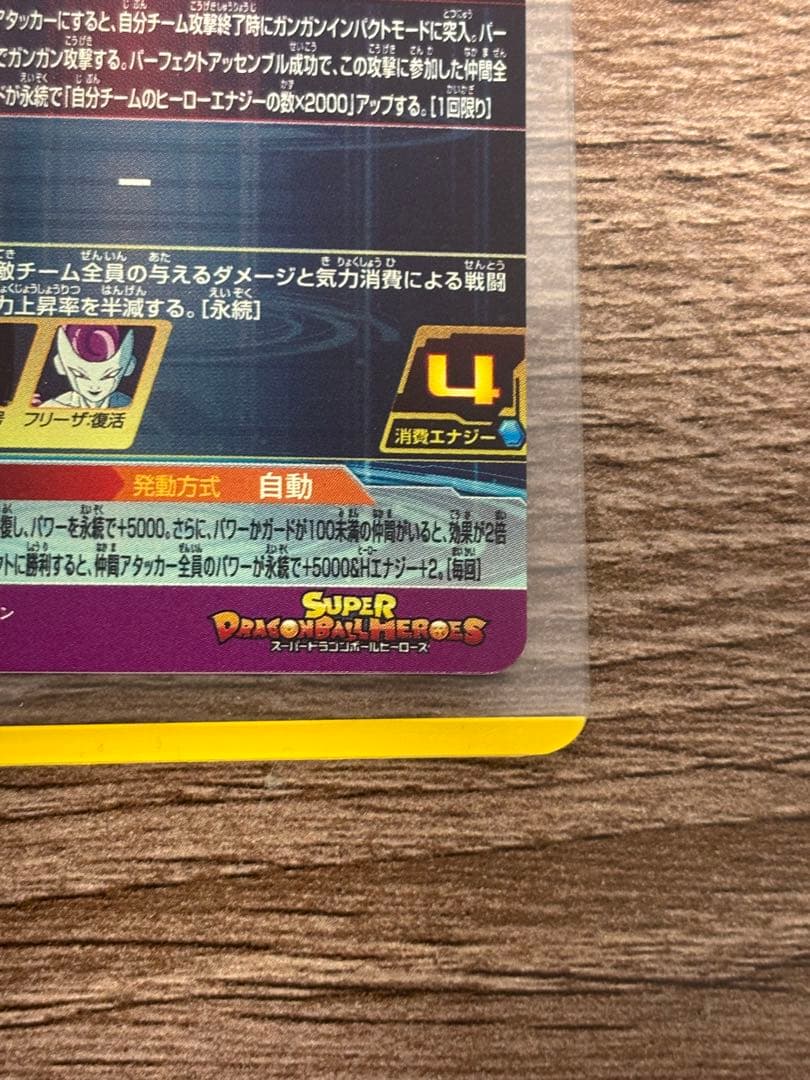 アタッカーにすると、自分チーム攻撃終了時にガンガンインパクトモードに突入。パー
でガンガン攻撃する。パーフェクトアッセンブル成功で、この攻撃に参加した仲間全
ドが永続で「自分チームのヒーローエナジーの数×2000」アップする。[1回限り]
ー
敵チーム全員の与えるダメージと気力消費による戦闘
力上昇率を半減する。[永続]
フリーザ:復活
4
消費エナジー
発動方式 自動
復し、パワーを永続で+5000。さらに、パワーかガードが100未満の仲間がいると、効果が2倍
クトに勝利すると、仲間アタッカー全員のパワーが永続で+5000&Hエナジー+2。[毎回]
ン
SUPER
DRAGONBALL HEROES
スーパードラゴンボールヒーローズ